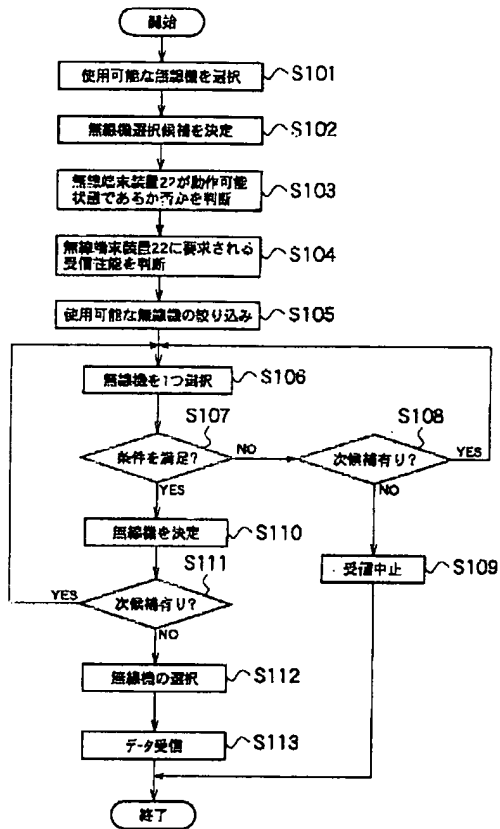 開始
使用可能な無線機を選択
S101
無線機選択候補を決定
S102
無線端末装置22が動作可能
状態であるか否かを判断
S103
無線端末装置22に要求される
受信性能を判断
S104
使用可能な無線機の絞り込み
S105
無線機を1つ選択
S106
S107
条件を満足?
NO
YES
S108
次候補有り?
YES
NO
無線機を決定
S110
受信中止
S109
S111
次候補有り?
YES
NO
無線機の選択
S112
データ受信
S113
終了